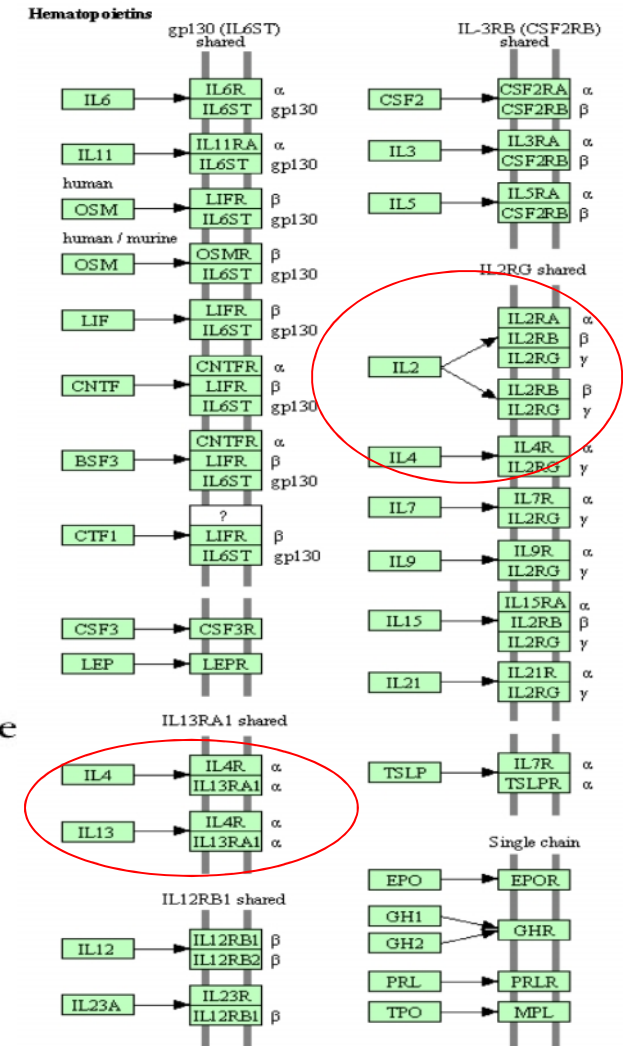 Hematopoietins
gp130 (IL6ST)
shared
IL6 IL6R α
IL6ST gp130
IL11 IL11RA α
IL6ST gp130
human
OSM LIFR β
IL6ST gp130
human / murine
OSM OSMR β
IL6ST gp130
LIF LIFR β
IL6ST gp130
CNTF CNTFR α
LIFR β
IL6ST gp130
BSF3 CNTFR α
LIFR β
IL6ST gp130
?
CTF1 LIFR β
IL6ST gp130
CSF3 CSF3R
LEP LEPR
e
IL13RA1 shared
IL4 IL4R α
IL13RA1 α
IL13 IL4R α
IL13RA1 α
IL12RB1 shared
IL12 IL12RB1 β
IL12RB2 β
IL23A IL23R
IL12RB1 β
IL-3RB (CSF2RB)
shared
CSF2 CSF2RA α
CSF2RB β
IL3 IL3RA α
CSF2RB β
IL5 IL5RA α
CSF2RB β
IL2RG shared
IL2RA α
IL2RB β
IL2RG γ
IL2
IL2RB β
IL2RG γ
IL4 IL4R α
IL2RG γ
IL7 IL7R α
IL2RG γ
IL9 IL9R α
IL2RG γ
IL15 IL15RA α
IL2RB β
IL2RG γ
IL21 IL21R α
IL2RG γ
TSLP IL7R α
TSLPR α
Single chain
EPO EPOR
GH1
GHR
GH2
PRL PRLR
TPO MPL